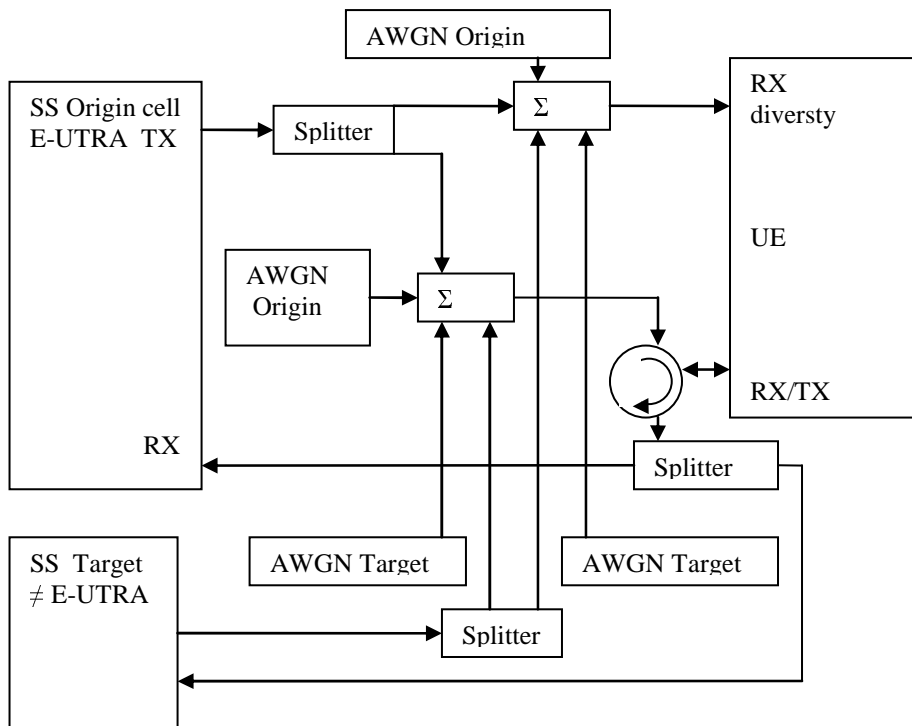 AWGN Origin
SS Origin cell
E-UTRA TX
Splitter
Σ
RX
diversty
UE
AWGN
Origin
Σ
RX/TX
RX
Splitter
SS Target
≠ E-UTRA
AWGN Target
AWGN Target
Splitter